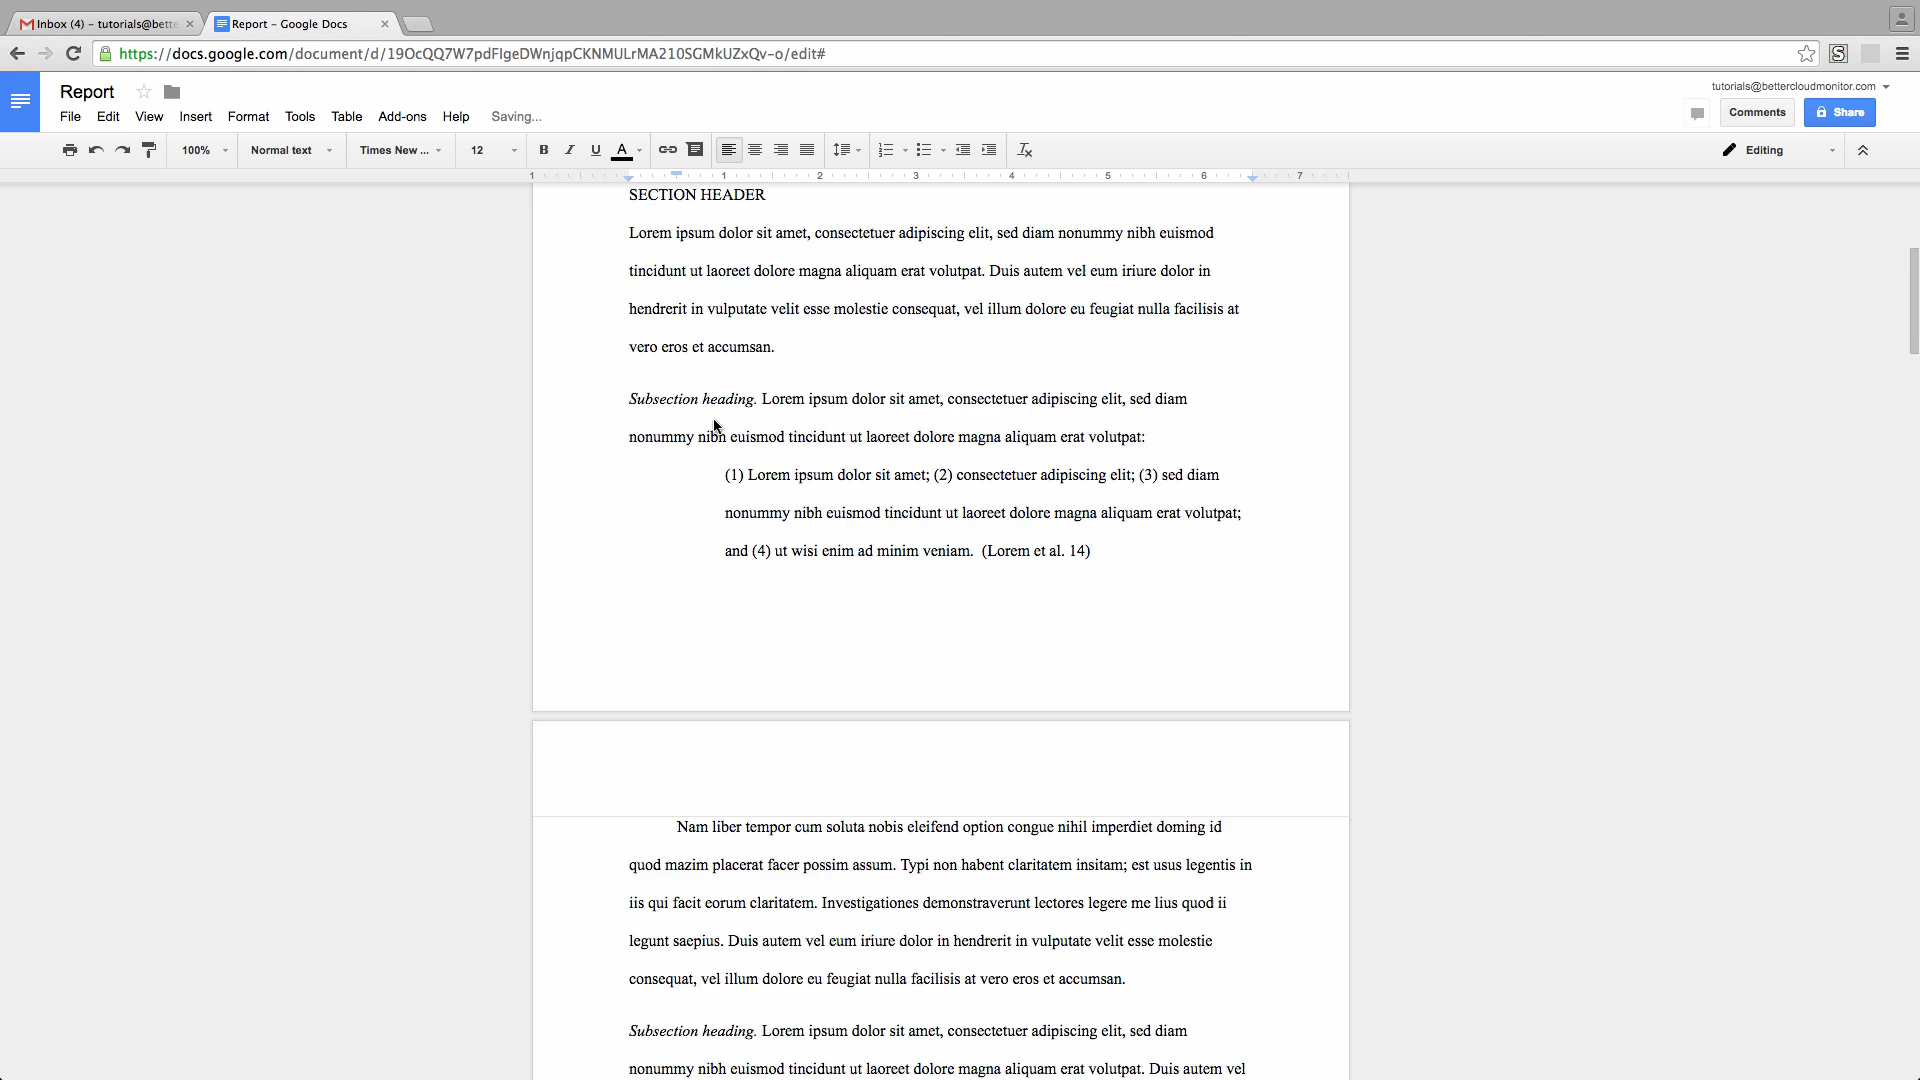 Inbox (4) – tutorials@bette
Report – Google Docs
https://docs.google.com/document/d/19OcQQ7W7pdFIgeDWnjqpCKNMULrMA210SGMkUZxQv-o/edit#
Report
tutorials@bettercloudmonitor.com
File Edit View Insert Format Tools Table Add-ons Help Saving...
Comments
Share
100% Normal text Times New ... 12 B I U A Editing
1 1 2 3 4 5 6 7
SECTION HEADER
Lorem ipsum dolor sit amet, consectetuer adipiscing elit, sed diam nonummy nibh euismod
tincidunt ut laoreet dolore magna aliquam erat volutpat. Duis autem vel eum iriure dolor in
hendrerit in vulputate velit esse molestie consequat, vel illum dolore eu feugiat nulla facilisis at
vero eros et accumsan.
Subsection heading. Lorem ipsum dolor sit amet, consectetuer adipiscing elit, sed diam
nonummy nibh euismod tincidunt ut laoreet dolore magna aliquam erat volutpat:
(1) Lorem ipsum dolor sit amet; (2) consectetuer adipiscing elit; (3) sed diam
nonummy nibh euismod tincidunt ut laoreet dolore magna aliquam erat volutpat;
and (4) ut wisi enim ad minim veniam.  (Lorem et al. 14)
Nam liber tempor cum soluta nobis eleifend option congue nihil imperdiet doming id
quod mazim placerat facer possim assum. Typi non habent claritatem insitam; est usus legentis in
iis qui facit eorum claritatem. Investigationes demonstraverunt lectores legere me lius quod ii
legunt saepius. Duis autem vel eum iriure dolor in hendrerit in vulputate velit esse molestie
consequat, vel illum dolore eu feugiat nulla facilisis at vero eros et accumsan.
Subsection heading. Lorem ipsum dolor sit amet, consectetuer adipiscing elit, sed diam
nonummy nibh euismod tincidunt ut laoreet dolore magna aliquam erat volutpat. Duis autem vel